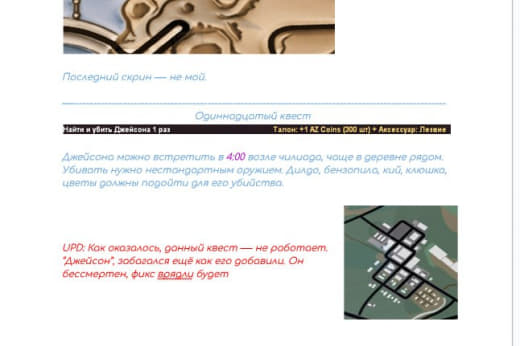 Последний скрин — не мой.
Одиннадцатый квест
Найти и убить Джейсона 1 раз Талон: +1 AZ Coins (300 шт) + Аксессуар: Лезвие
Джейсона можно встретить в 4:00 возле чилиада, чаще в деревне рядом.
Убивать нужно нестандартным оружием. Дилдо, бензопила, кий, клюшка,
цветы должны подойти для его убийства.
UPD: Как оказалось, данный квест — не работает.
"Джейсон", забагался ещё как его добавили. Он
бессмертен, фикс врядли будет